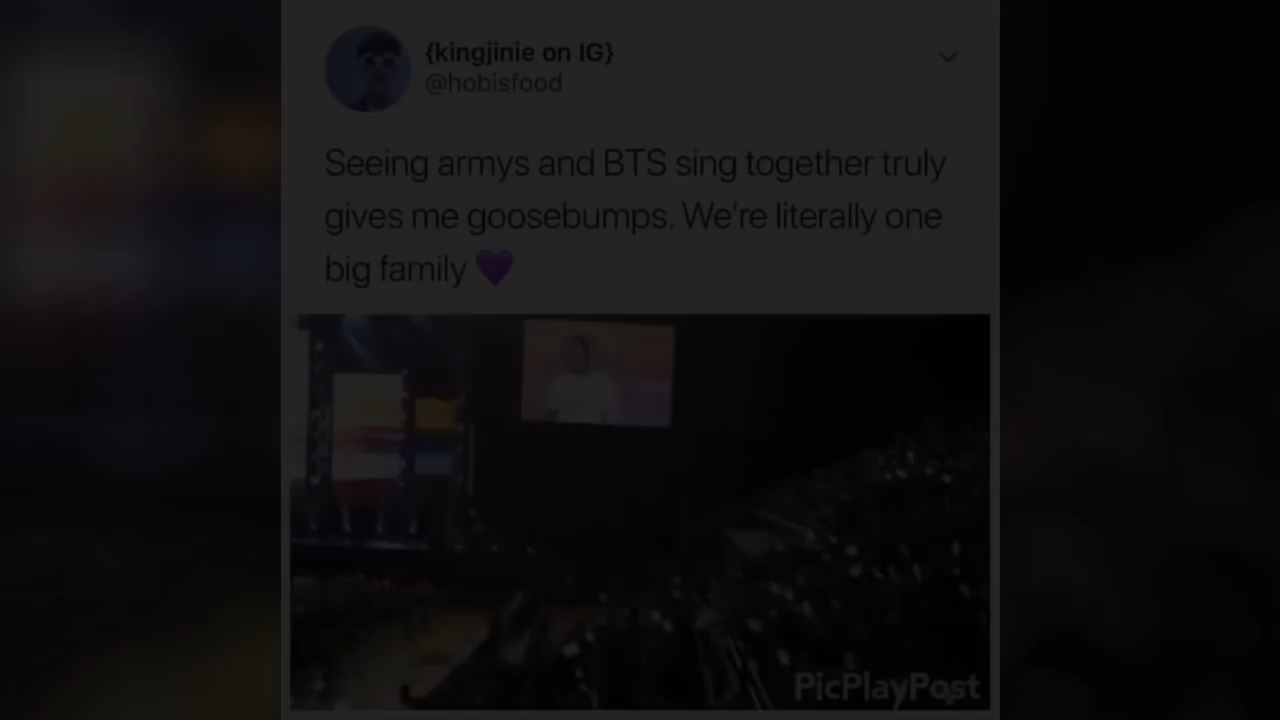 {kingjinie on IG}
@hobisfood
Seeing armys and BTS sing together truly
gives me goosebumps. We're literally one
big family 💜
PicPlayPost